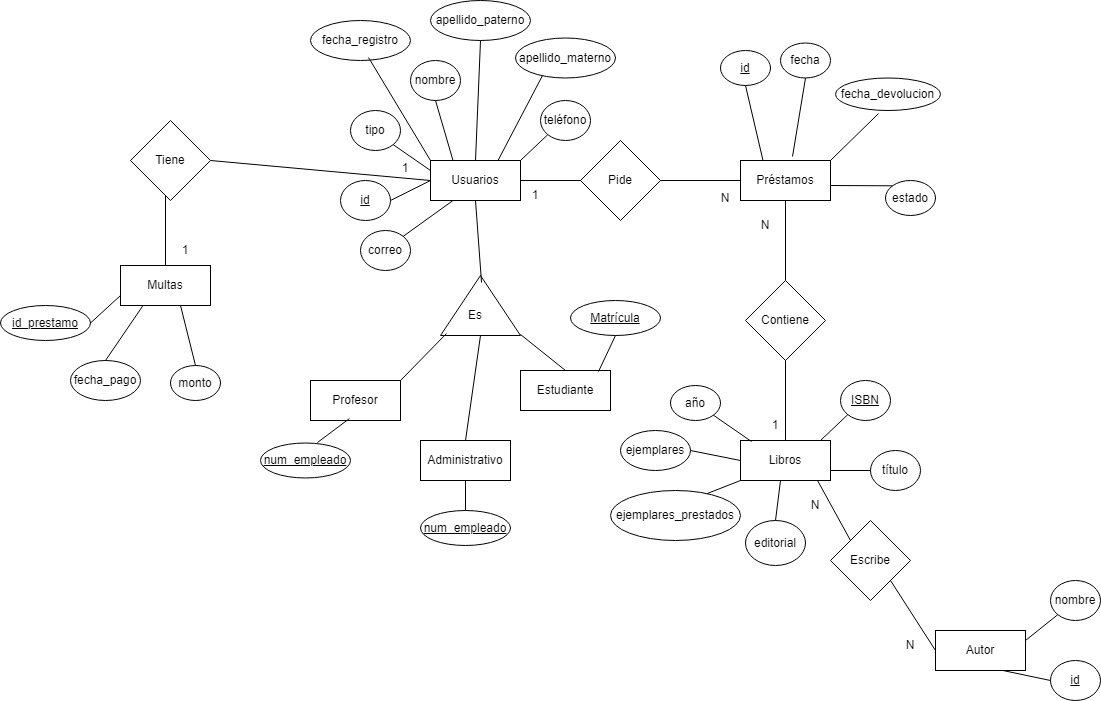 apellido_paterno
fecha_registro
apellido_materno
nombre
id
fecha
fecha_devolucion
teléfono
tipo
Tiene
1
Usuarios
Pide
Préstamos
id
1
N
estado
N
correo
1
Multas
Es
Contiene
id_prestamo
Matrícula
fecha_pago
monto
Profesor
Estudiante
año
ISBN
1
num_empleado
Administrativo
ejemplares
Libros
título
N
ejemplares_prestados
num_empleado
editorial
Escribe
nombre
N
Autor
id